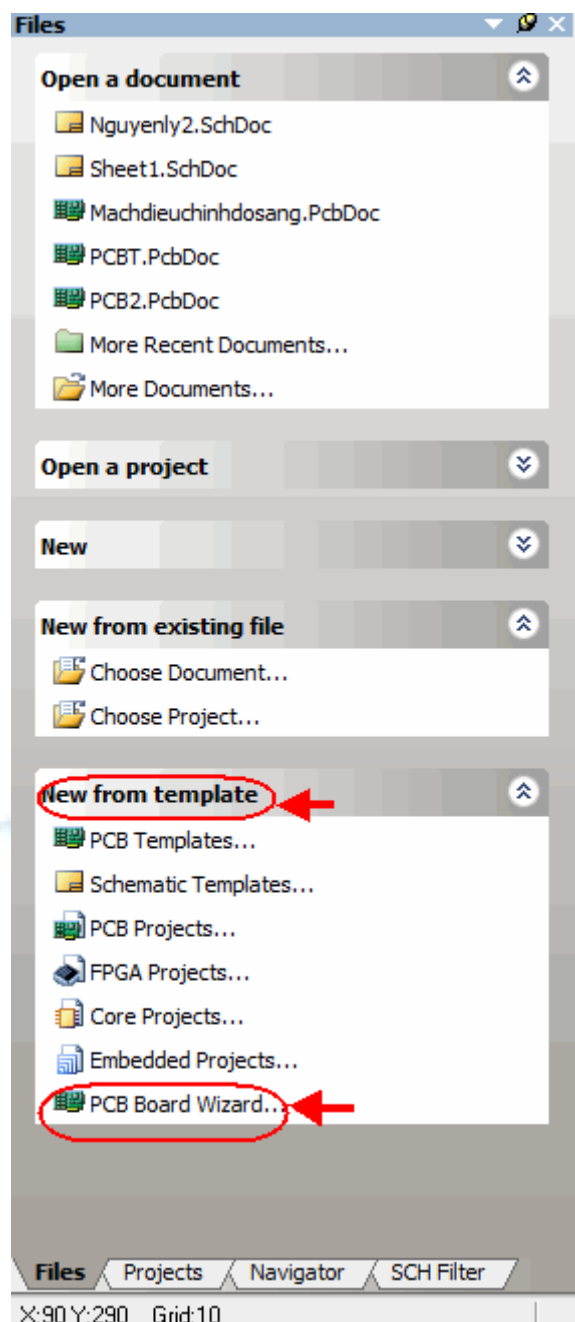 Files
Open a document
Nguyenly2.SchDoc
Sheet1.SchDoc
Machdieuchinhdosang.PcbDoc
PCBT.PcbDoc
PCB2.PcbDoc
More Recent Documents...
More Documents...
Open a project
New
New from existing file
Choose Document...
Choose Project...
New from template
PCB Templates...
Schematic Templates...
PCB Projects...
FPGA Projects...
Core Projects...
Embedded Projects...
PCB Board Wizard...
Files Projects Navigator SCH Filter
X:90 Y:290 Grid:10